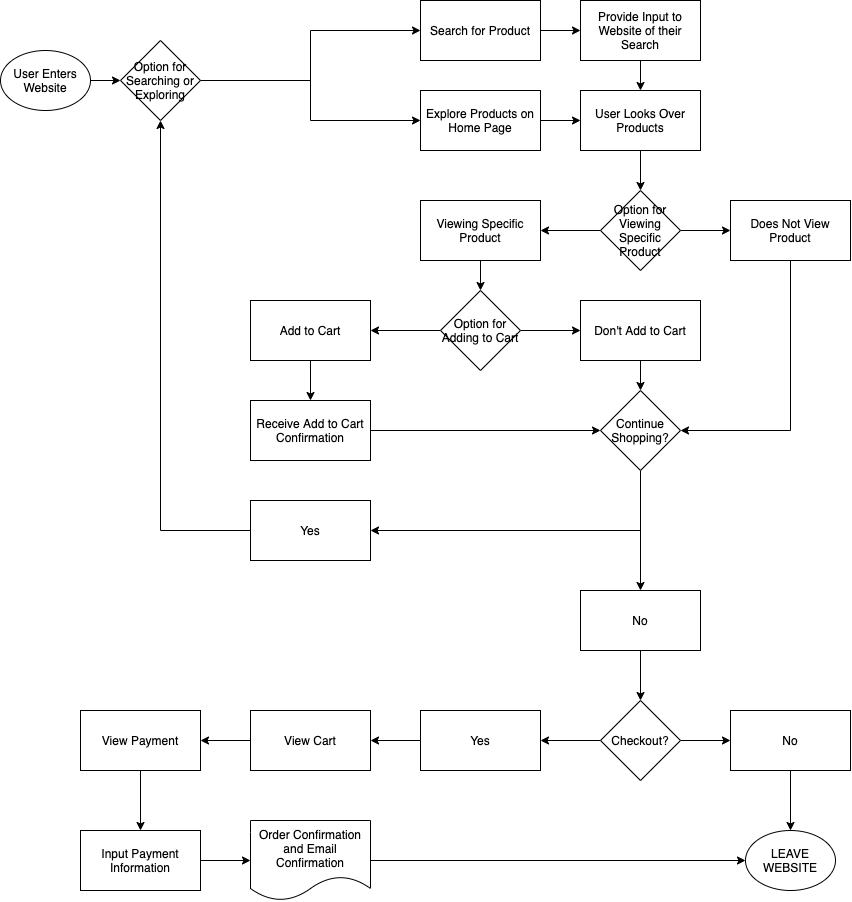 User Enters
Website
Option for
Searching or
Exploring
Search for Product
Provide Input to
Website of their
Search
Explore Products on
Home Page
User Looks Over
Products
Viewing Specific
Product
Option for
Viewing
Specific
Product
Does Not View
Product
Add to Cart
Option for
Adding to Cart
Don't Add to Cart
Receive Add to Cart
Confirmation
Continue
Shopping?
Yes
No
View Payment
View Cart
Yes
Checkout?
No
Input Payment
Information
Order Confirmation
and Email
Confirmation
LEAVE
WEBSITE